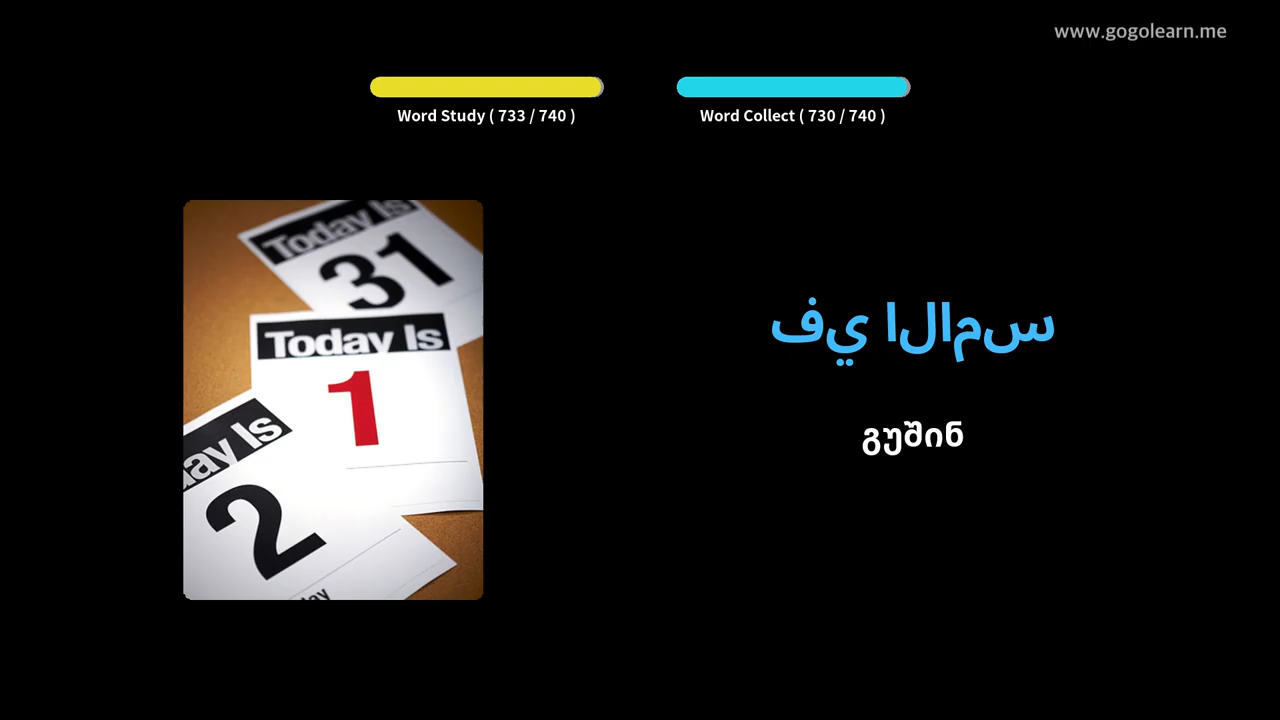 www.gogolearn.me
Word Study ( 733 / 740 )
Word Collect ( 730 / 740 )
Today Is
31
Today Is
1
ay Is
2
في الامس
გუშინ